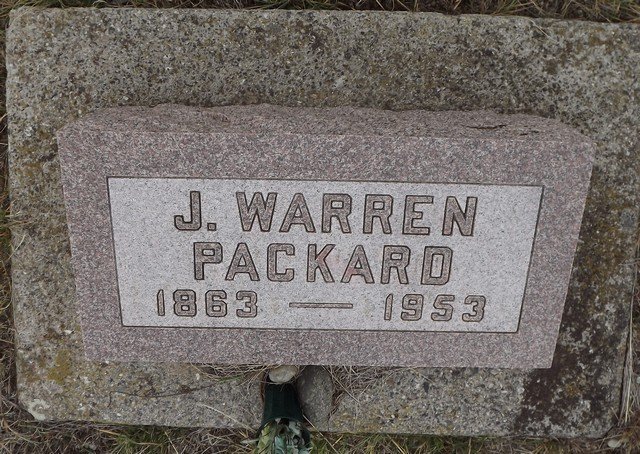 J. WARREN
PACKARD
1863 — 1953